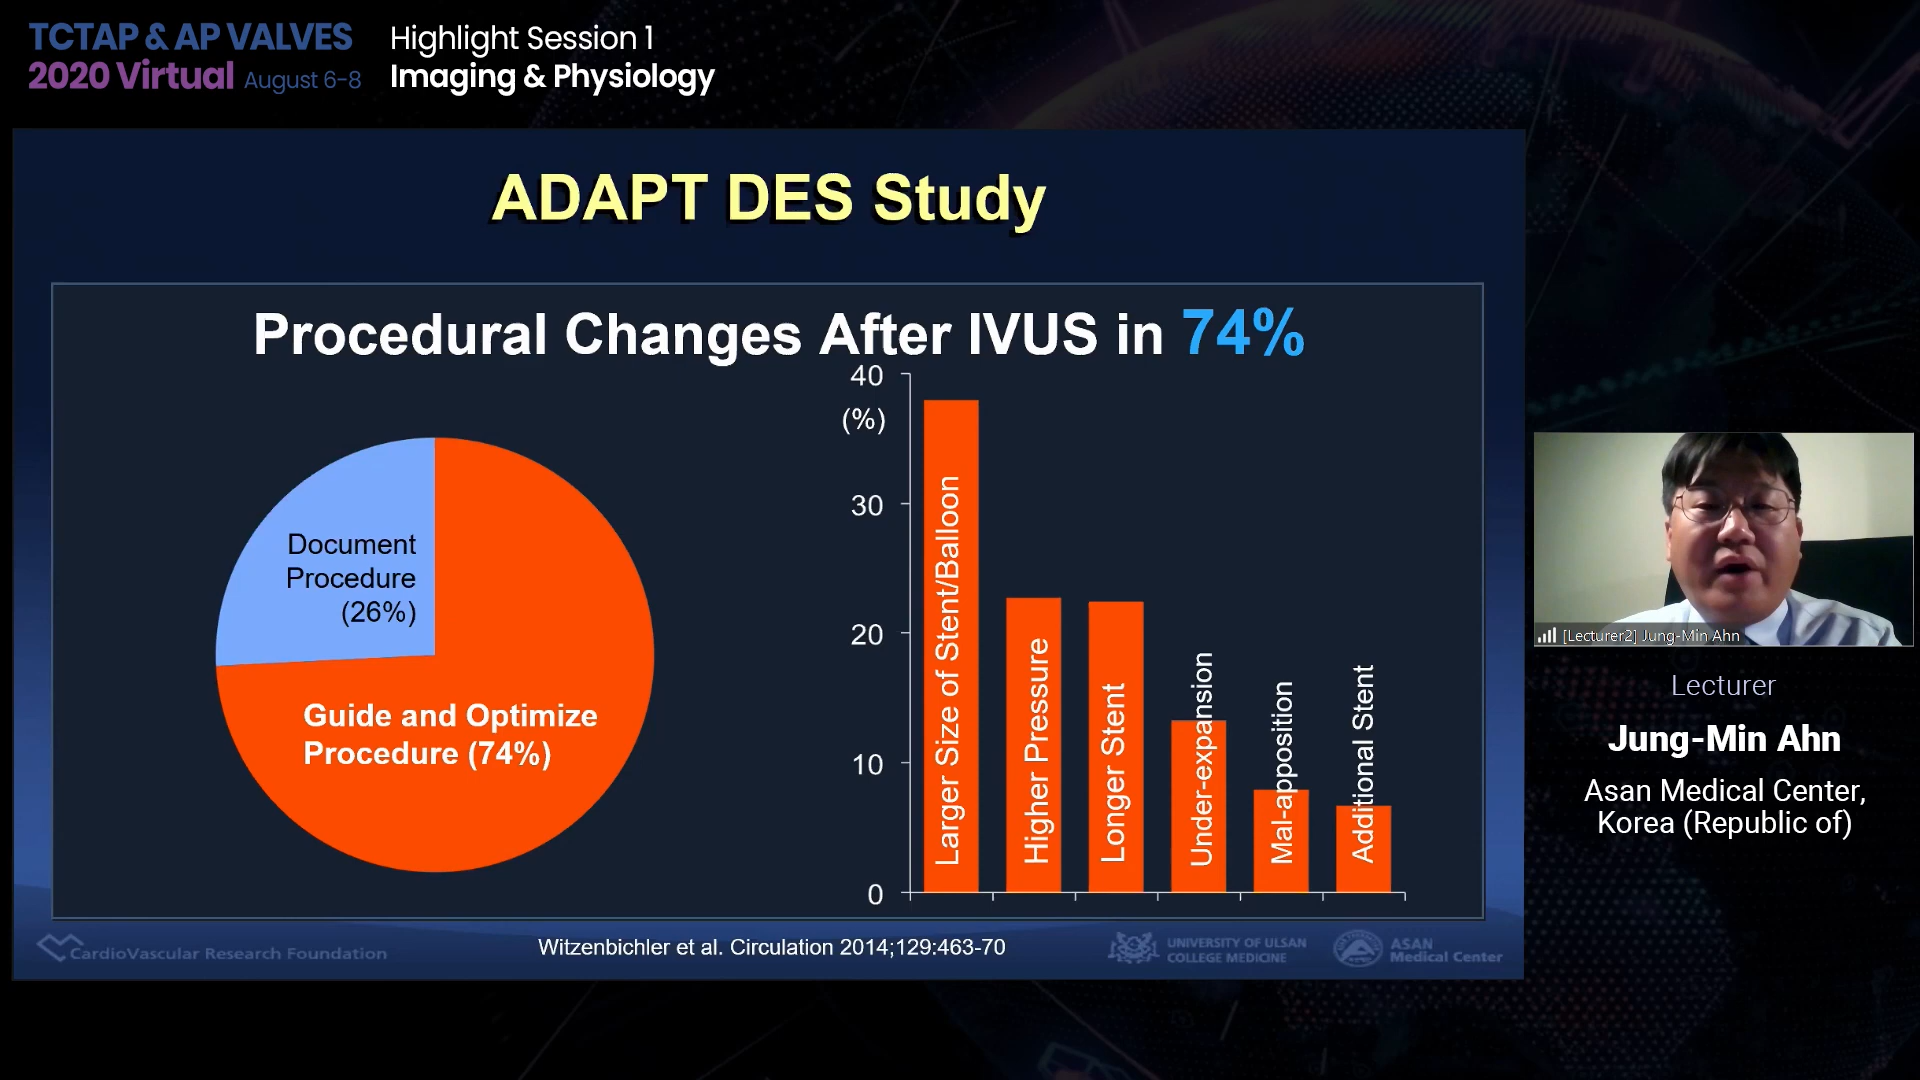 TCTAP & AP VALVES
2020 Virtual August 6-8
Highlight Session 1
Imaging & Physiology
ADAPT DES Study
Procedural Changes After IVUS in 74%
Document
Procedure
(26%)
Guide and Optimize
Procedure (74%)
40
(%)
30
20
10
0
Larger Size of Stent/Balloon
Higher Pressure
Longer Stent
Under-expansion
Mal-apposition
Additional Stent
CardioVascular Research Foundation
Witzenbichler et al. Circulation 2014;129:463-70
UNIVERSITY OF ULSAN
COLLEGE MEDICINE
ASAN
Medical Center
[Lecturer2] Jung-Min Ahn
Lecturer
Jung-Min Ahn
Asan Medical Center,
Korea (Republic of)